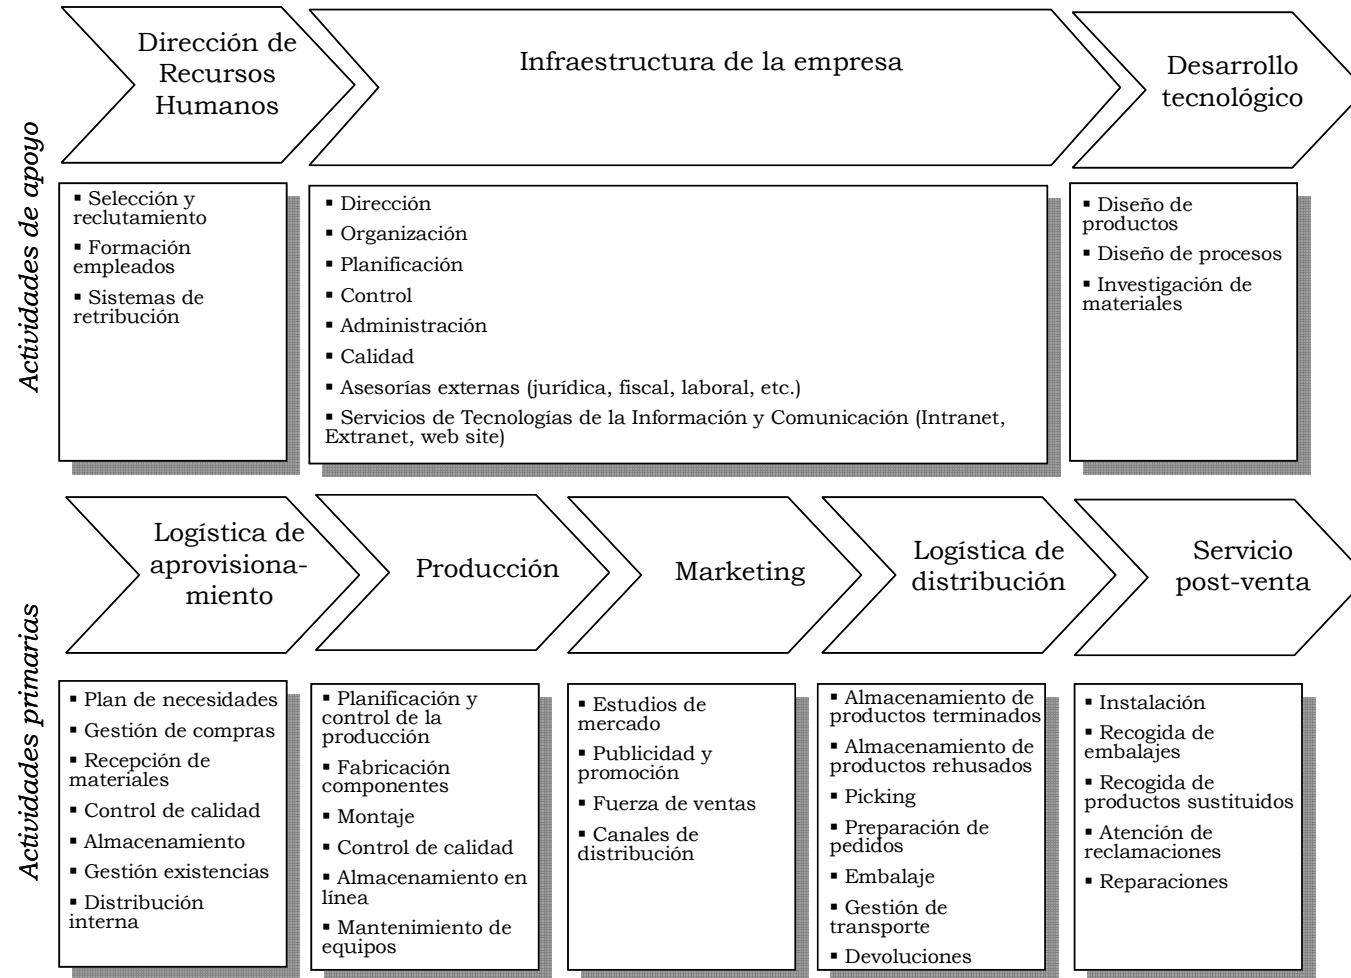 Actividades de apoyo
Dirección de
Recursos
Humanos
Infraestructura de la empresa
Desarrollo
tecnológico
▪ Selección y
reclutamiento
▪ Formación
empleados
▪ Sistemas de
retribución
▪ Dirección
▪ Organización
▪ Planificación
▪ Control
▪ Administración
▪ Calidad
▪ Asesorías externas (jurídica, fiscal, laboral, etc.)
▪ Servicios de Tecnologías de la Información y Comunicación (Intranet,
Extranet, web site)
▪ Diseño de
productos
▪ Diseño de procesos
▪ Investigación de
materiales
Actividades primarias
Logística de
aprovisiona-
miento
Producción
Marketing
Logística de
distribución
Servicio
post-venta
▪ Plan de necesidades
▪ Gestión de compras
▪ Recepción de
materiales
▪ Control de calidad
▪ Almacenamiento
▪ Gestión existencias
▪ Distribución
interna
▪ Planificación y
control de la
producción
▪ Fabricación
componentes
▪ Montaje
▪ Control de calidad
▪ Almacenamiento en
línea
▪ Mantenimiento de
equipos
▪ Estudios de
mercado
▪ Publicidad y
promoción
▪ Fuerza de ventas
▪ Canales de
distribución
▪ Almacenamiento de
productos terminados
▪ Almacenamiento de
productos rehusados
▪ Picking
▪ Preparación de
pedidos
▪ Embalaje
▪ Gestión de
transporte
▪ Devoluciones
▪ Instalación
▪ Recogida de
embalajes
▪ Recogida de
productos sustituidos
▪ Atención de
reclamaciones
▪ Reparaciones